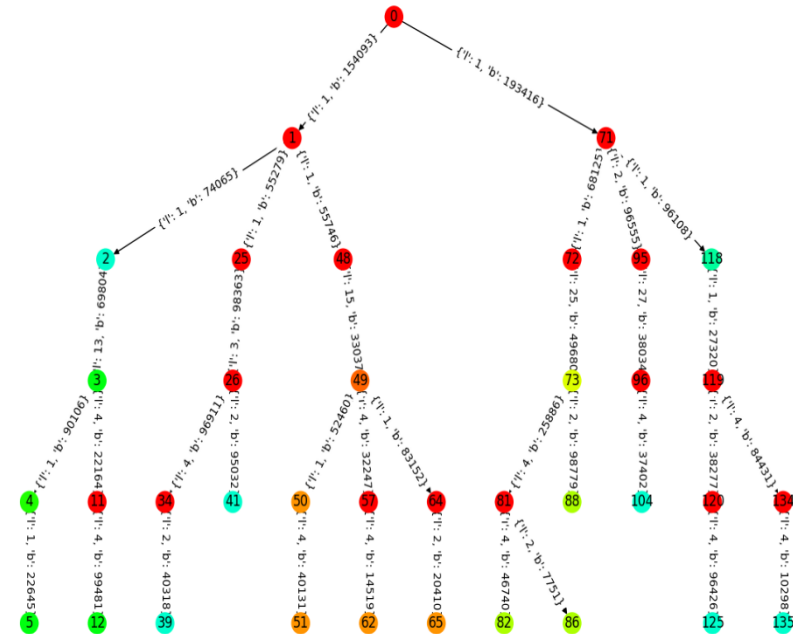 0
{'l': 1, 'b': 154093}
{'l': 1, 'b': 193416}
1
71
{'l': 1, 'b': 74065}
{'l': 1, 'b': 55279}
{'l': 1, 'b': 55746}
{'l': 1, 'b': 68125}
{'l': 2, 'b': 96555}
{'l': 1, 'b': 96108}
2
25
48
72
95
118
'l': 13, 'b': 69804
'l': 3, 'b': 98363}
'l': 15, 'b': 33037
'l': 25, 'b': 49680
'l': 27, 'b': 38034
'l': 1, 'b': 27320
3
26
49
73
96
119
{'l': 1, 'b': 90106}
'l': 4, 'b': 22164
{'l': 4, 'b': 96911}
'l': 2, 'b': 95032
{'l': 1, 'b': 52460}
'l': 4, 'b': 32247
{'l': 1, 'b': 83152}
{'l': 4, 'b': 25886}
'l': 2, 'b': 98779
'l': 4, 'b': 37402
'l': 2, 'b': 38277
{'l': 4, 'b': 84431}
4
11
34
41
50
57
64
81
88
104
120
134
{'l': 1, 'b': 22645}
{'l': 4, 'b': 99481}
{'l': 2, 'b': 40318}
{'l': 4, 'b': 40131}
{'l': 4, 'b': 14519}
{'l': 2, 'b': 20410}
{'l': 4, 'b': 46740}
{'l': 2, 'b': 7751}
{'l': 4, 'b': 96426
{'l': 4, 'b': 10298
5
12
39
51
62
65
82
86
125
135